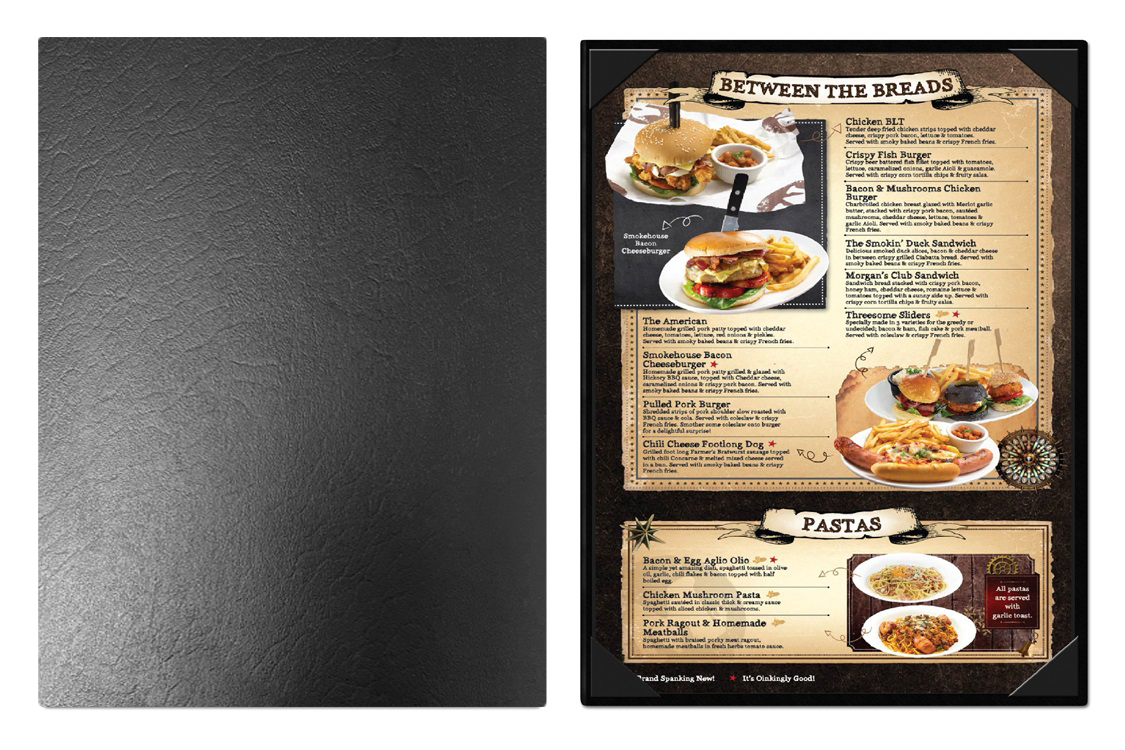 BETWEEN THE BREADS
Smokehouse
Bacon
Cheeseburger
The American
Homemade grilled pork patty topped with cheddar
cheese, tomatoes, lettuce, red onions & pickles.
Served with smoky baked beans & crispy French fries.
Smokehouse Bacon
Cheeseburger
Homemade grilled pork patty grilled & glazed with
Hickory BBQ sauce, topped with Cheddar cheese,
caramelized onions & crispy pork bacon. Served with
smoky baked beans & crispy French fries.
Pulled Pork Burger
Shredded strips of pork shoulder slow roasted with
BBQ sauce & cola. Served with coleslaw & crispy
French fries. Smother some coleslaw onto burger
for a delightful surprise!
Chili Cheese Footlong Dog
Grilled foot long Farmer's Bratwurst sausage topped
with chili Concarne & melted mixed cheese served
in a bun. Served with smoky baked beans & crispy
French fries.
Chicken BLT
Tender deep fried chicken strips topped with cheddar
cheese, crispy pork bacon, lettuce & tomatoes.
Served with smoky baked beans & crispy French fries.
Crispy Fish Burger
Crispy beer battered fish fillet topped with tomatoes,
lettuce, caramelized onions, garlic Aioli & guacamole.
Served with crispy corn tortilla chips & fruity salsa.
Bacon & Mushrooms Chicken
Burger
Charbroiled chicken breast glazed with Merlot garlic
butter, stacked with crispy pork bacon, sautéed
mushrooms, cheddar cheese, lettuce, tomatoes &
garlic Aioli. Served with smoky baked beans & crispy
French fries.
The Smokin' Duck Sandwich
Delicious smoked duck slices, bacon & cheddar cheese
in between crispy grilled Ciabatta bread. Served with
smoky baked beans & crispy French fries.
Morgan's Club Sandwich
Sandwich bread stacked with crispy pork bacon,
honey ham, cheddar cheese, romaine lettuce &
tomatoes topped with a sunny side up. Served with
crispy corn tortilla chips & fruity salsa.
Threesome Sliders
Specially made in 3 varieties for the greedy or
undecided; bacon & ham, fish cake & pork meatball.
Served with coleslaw & crispy French fries.
PASTAS
Bacon & Egg Aglio Olio
A simple yet amazing dish, spaghetti tossed in olive
oil, garlic, chili flakes & bacon topped with half
boiled egg.
Chicken Mushroom Pasta
Spaghetti sautéed in classic thick & creamy sauce
topped with sliced chicken & mushrooms.
Pork Ragout & Homemade
Meatballs
Spaghetti with braised porky meat ragout,
homemade meatballs in fresh herbs tomato sauce.
All pastas
are served
with
garlic toast.
Brand Spanking New! It's Oinkingly Good!